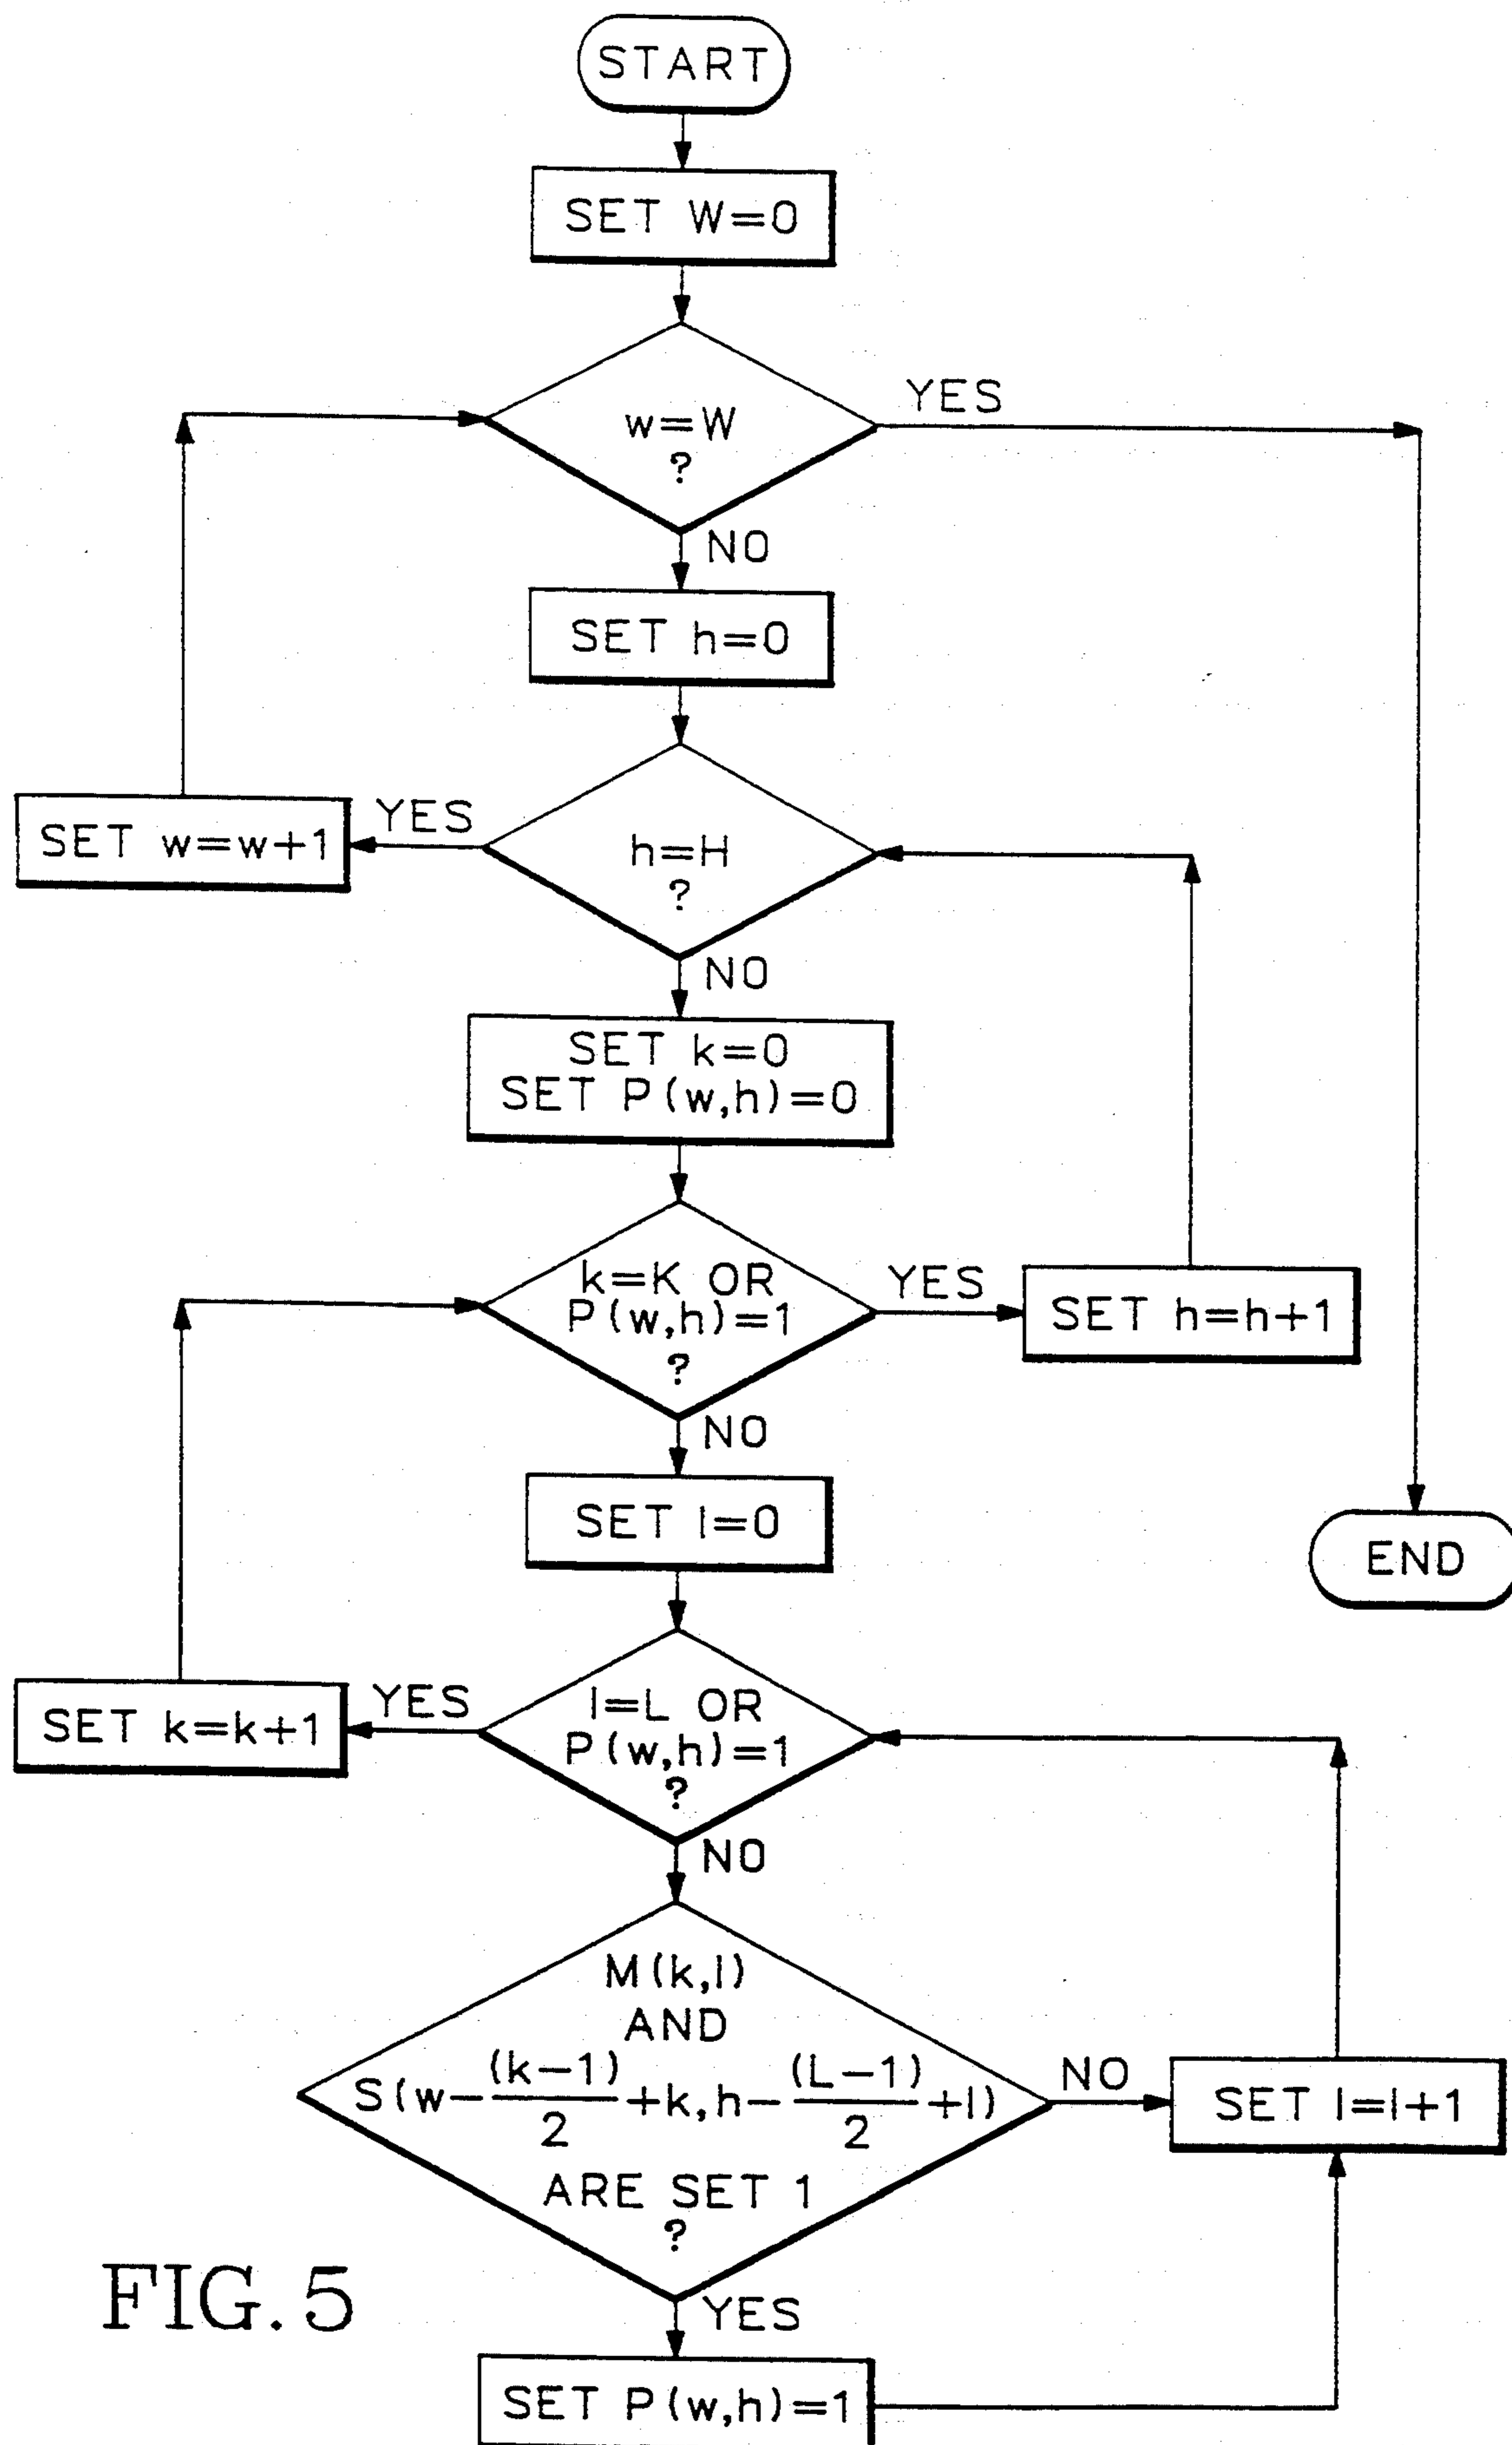 START
SET W=0
w=W
?
YES
NO
SET h=0
SET w=w+1
YES
h=H
?
NO
SET k=0
SET P(w,h)=0
k=K OR
P(w,h)=1
?
YES
SET h=h+1
NO
SET l=0
END
SET k=k+1
YES
l=L OR
P(w,h)=1
?
NO
M(k,l)
AND
S(w-(k-1)/2+k,h-(L-1)/2+l)
ARE SET 1
?
NO
SET l=l+1
YES
SET P(w,h)=1
FIG. 5